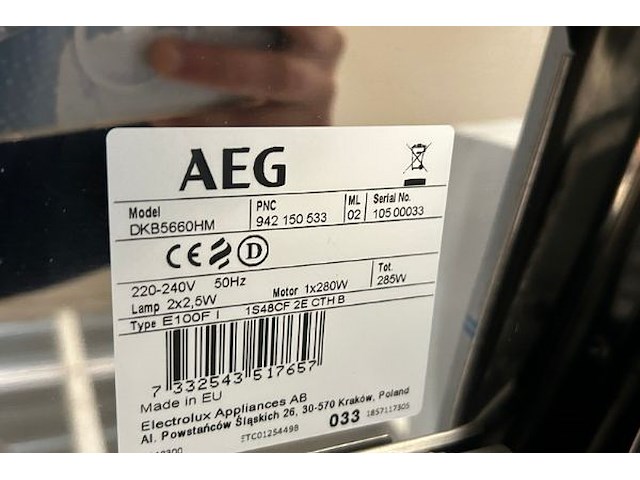 AEG
Model DKB5660HM
PNC 942 150 533
ML 02
Serial No. 105 00033
CE D
220-240V 50Hz
Lamp 2x2,5W Motor 1x280W
Tot. 285W
Type E100F I 1S48CF 2E CTH B
7 332543 517657
Made in EU
Electrolux Appliances AB
Al. Powstańców Śląskich 26, 30-570 Kraków, Poland
ETC01254498 033 1857117305